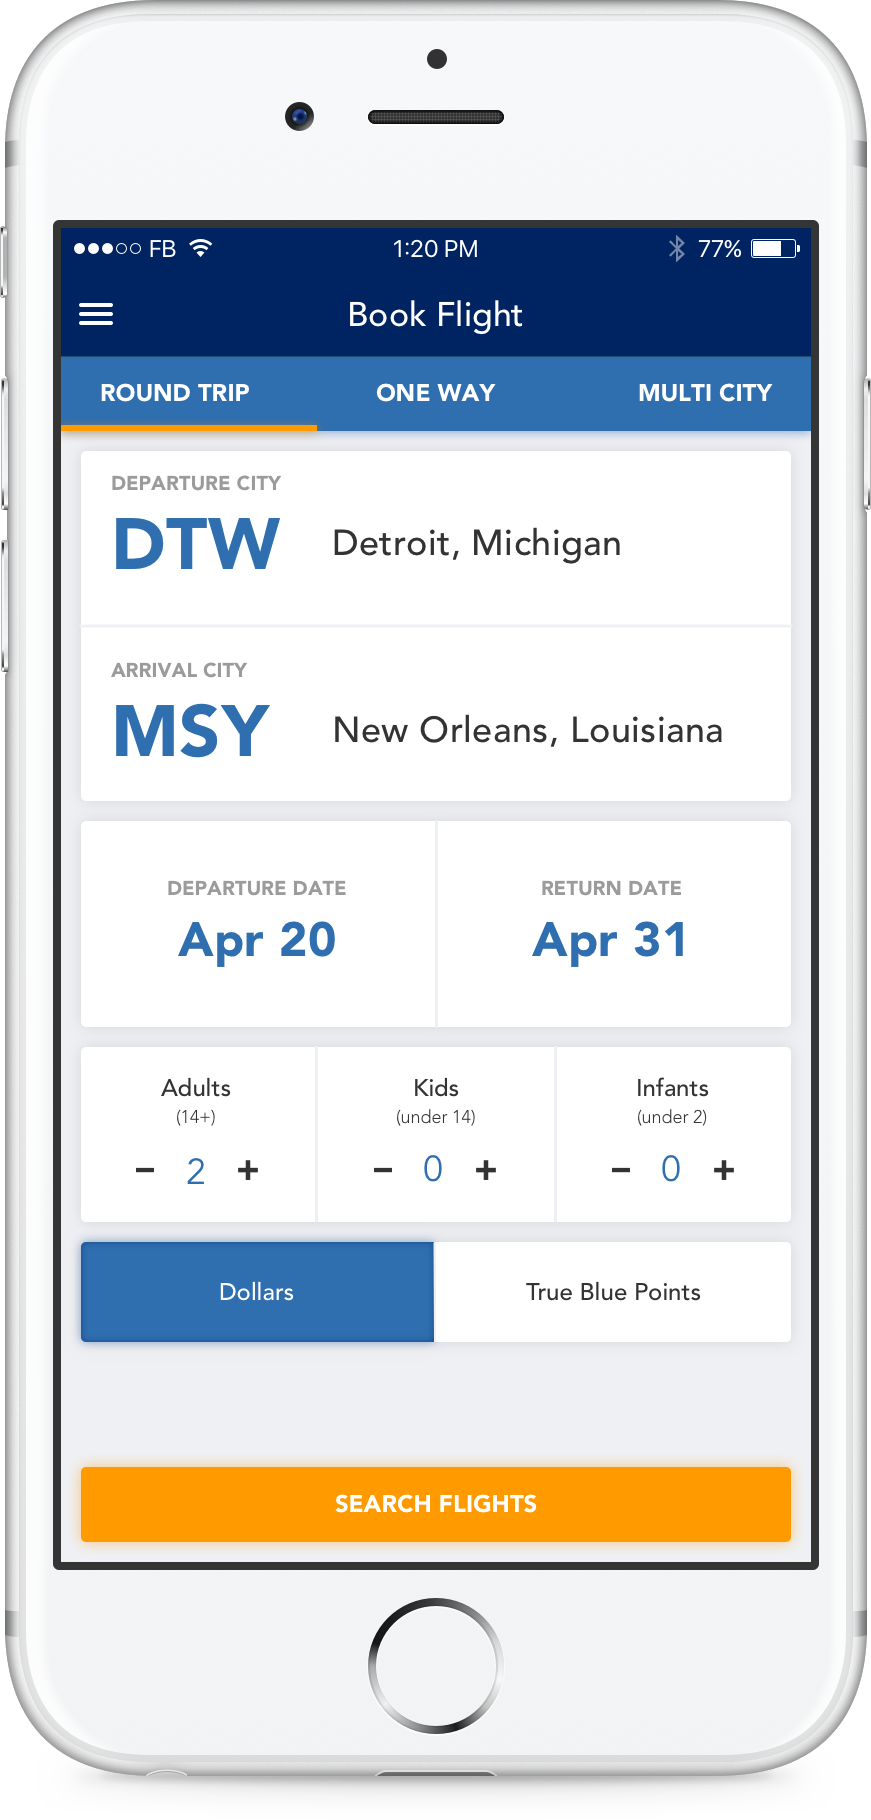 FB 1:20 PM 77%
Book Flight
ROUND TRIP ONE WAY MULTI CITY
DEPARTURE CITY
DTW Detroit, Michigan
ARRIVAL CITY
MSY New Orleans, Louisiana
DEPARTURE DATE RETURN DATE
Apr 20 Apr 31
Adults Kids Infants
(14+) (under 14) (under 2)
− 2 + − 0 + − 0 +
Dollars True Blue Points
SEARCH FLIGHTS